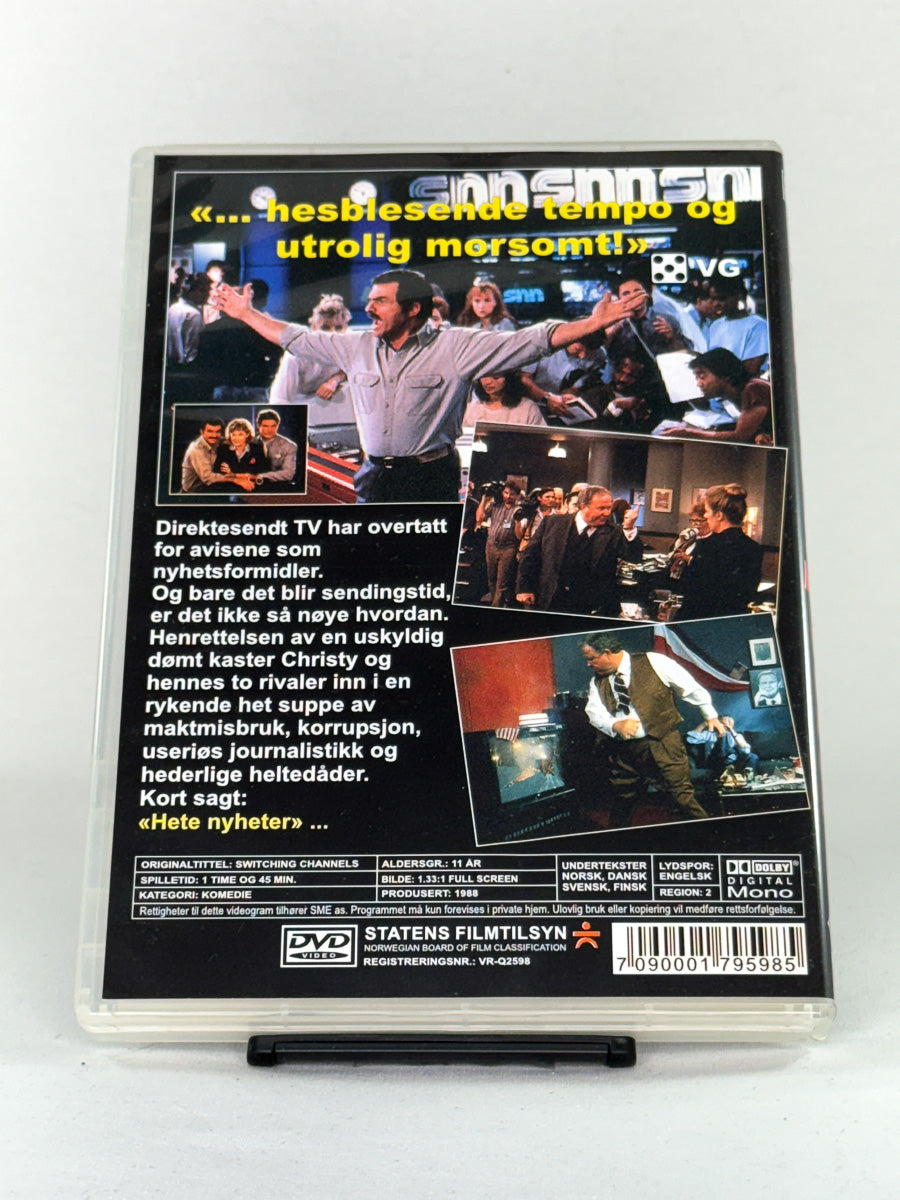 snn snn sn
«... hesblesende tempo og
utrolig morsomt!»
VG
snn
Direktesendt TV har overtatt
for avisene som
nyhetsformidler.
Og bare det blir sendingstid,
er det ikke så nøye hvordan.
Henrettelsen av en uskyldig
dømt kaster Christy og
hennes to rivaler inn i en
rykende het suppe av
maktmisbruk, korrupsjon,
useriøs journalistikk og
hederlige heltedåder.
Kort sagt:
«Hete nyheter» ...
ORIGINALTITTEL: SWITCHING CHANNELS
SPILLETID: 1 TIME OG 45 MIN.
KATEGORI: KOMEDIE
ALDERSGR.: 11 ÅR
BILDE: 1.33:1 FULL SCREEN
PRODUSERT: 1988
UNDERTEKSTER
NORSK, DANSK
SVENSK, FINSK
LYDSPOR:
ENGELSK
REGION: 2
DOLBY
DIGITAL
Mono
Rettigheter til dette videogram tilhører SME as. Programmet må kun forevises i private hjem. Ulovlig bruk eller kopiering vil medføre rettsforfølgelse.
DVD
VIDEO
STATENS FILMTILSYN
NORWEGIAN BOARD OF FILM CLASSIFICATION
REGISTRERINGSNR.: VR-Q2598
7 090001 795985